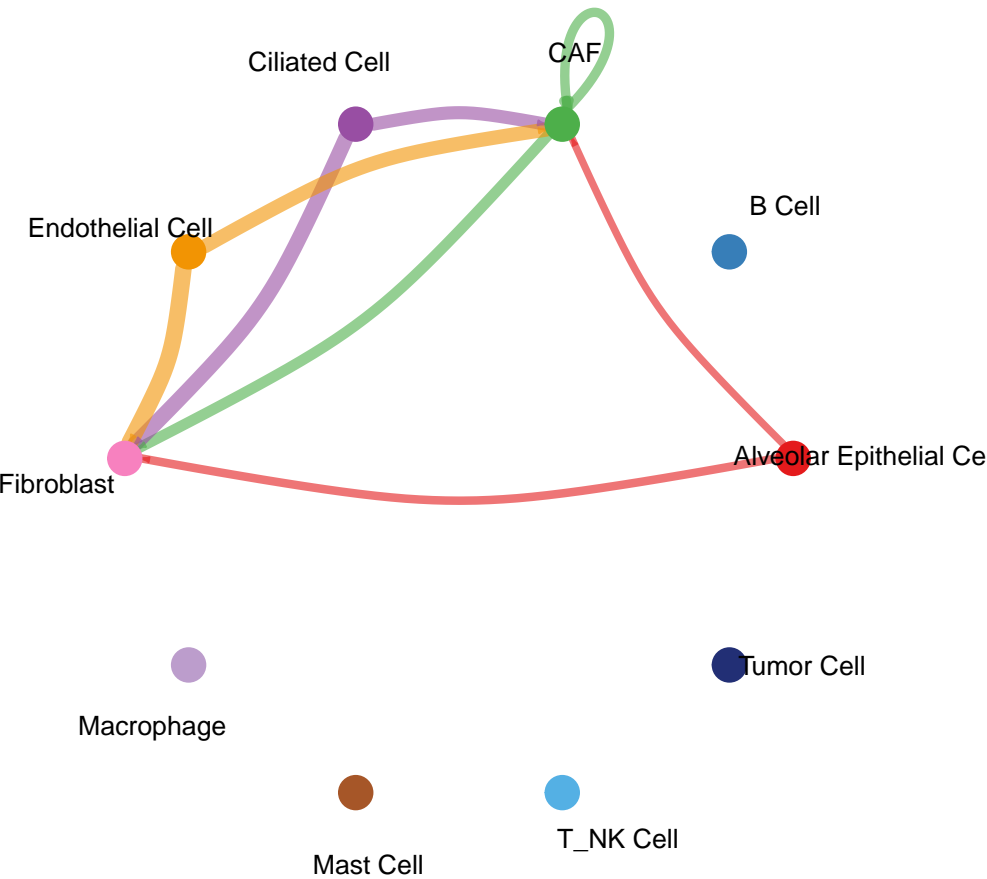 CAF
Ciliated Cell
B Cell
Endothelial Cell
Alveolar Epithelial Ce
Fibroblast
Tumor Cell
Macrophage
T_NK Cell
Mast Cell